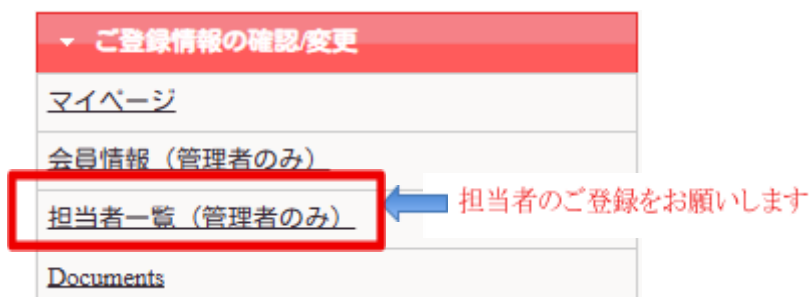 ご登録情報の確認/変更
マイページ
会員情報（管理者のみ）
担当者一覧（管理者のみ）
担当者のご登録をお願いします
Documents